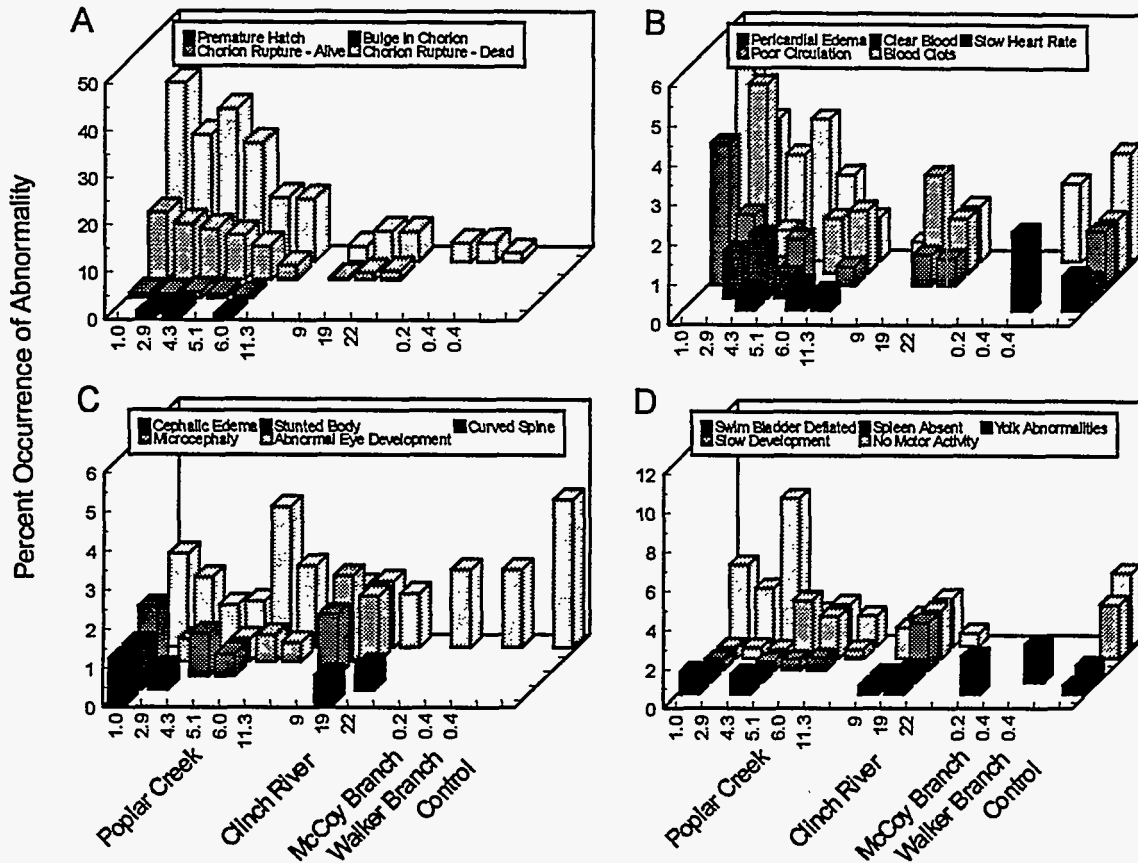 Percent Occurrence of Abnormality
A
Premature Hatch Bulge in Chorion
Chorion Rupture - Alive Chorion Rupture - Dead
50
40
30
20
10
0
1.0 2.9 4.3 5.1 6.0 11.3 9 19 22 0.2 0.4 0.4
B
Pericardial Edema Clear Blood Slow Heart Rate
Poor Circulation Blood Clots
6
5
4
3
2
1
0
1.0 2.9 4.3 5.1 6.0 11.3 9 19 22 0.2 0.4 0.4
C
Cephalic Edema Stunted Body Curved Spine
Microcephaly Abnormal Eye Development
6
5
4
3
2
1
0
1.0 2.9 4.3 5.1 6.0 11.3 9 19 22 0.2 0.4 0.4
Poplar Creek Clinch River McCoy Branch Walker Branch Control
D
Swim Bladder Deflated Spleen Absent Yolk Abnormalities
Slow Development No Motor Activity
12
10
8
6
4
2
0
1.0 2.9 4.3 5.1 6.0 11.3 9 19 22 0.2 0.4 0.4
Poplar Creek Clinch River McCoy Branch Walker Branch Control